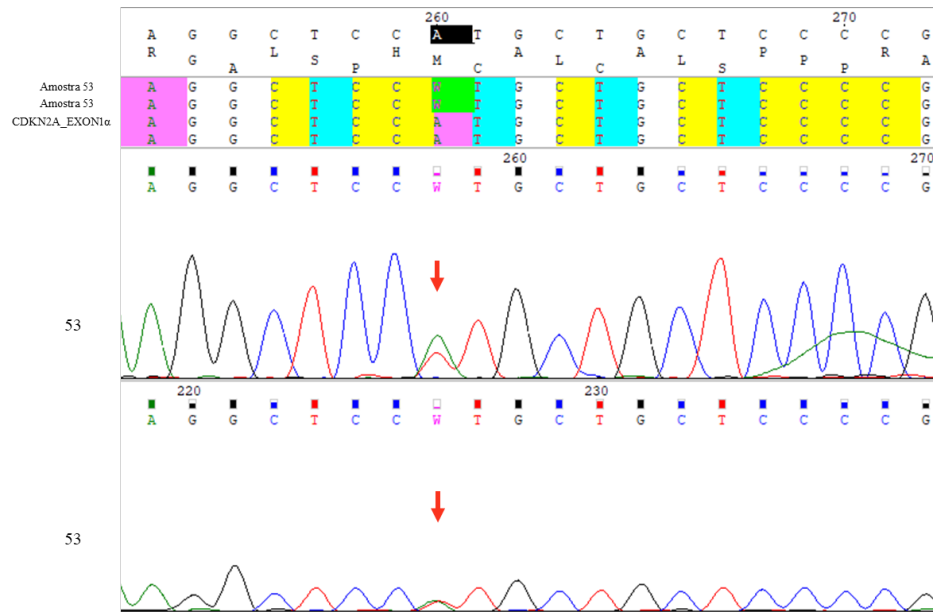 260 270
A G G C T C C A T G C T G C T C C C C G
R L S H A L A L P P R
G A P M C L C S P A
Amostra 53 A G G C T C C W T G C T G C T C C C C G
Amostra 53 A G G C T C C W T G C T G C T C C C C G
CDKN2A_EXON1α A G G C T C C A T G C T G C T C C C C G
A G G C T C C A T G C T G C T C C C C G
260 270
A G G C T C C W T G C T G C T C C C C G
53
220 230
A G G C T C C W T G C T G C T C C C C G
53